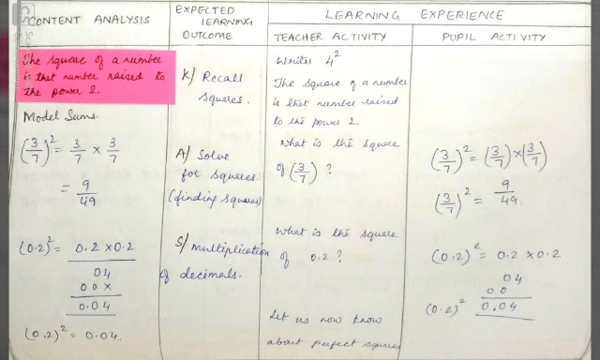 CONTENT ANALYSIS
EXPECTED
LEARNING
OUTCOME
LEARNING EXPERIENCE
TEACHER ACTIVITY
PUPIL ACTIVITY
The square of a number
is that number raised to
the power 2.
Model Sums.
(3/7)² = 3/7 × 3/7
= 9/49
(0.2)² = 0.2 × 0.2
04
00×
0.04
(0.2)² = 0.04.
K/ Recall
squares.
A/ Solve
for squares
(finding squares)
S/ multiplication
of decimals.
Writes 4²
The square of a number
is that number raised
to the power 2.
What is the square
of (3/7) ?
What is the square
of 0.2 ?
Let us now know
about perfect squares
(3/7)² = (3/7)×(3/7)
(3/7)² = 9/49.
(0.2)² = 0.2 × 0.2
04
00
(0.2)² 0.04